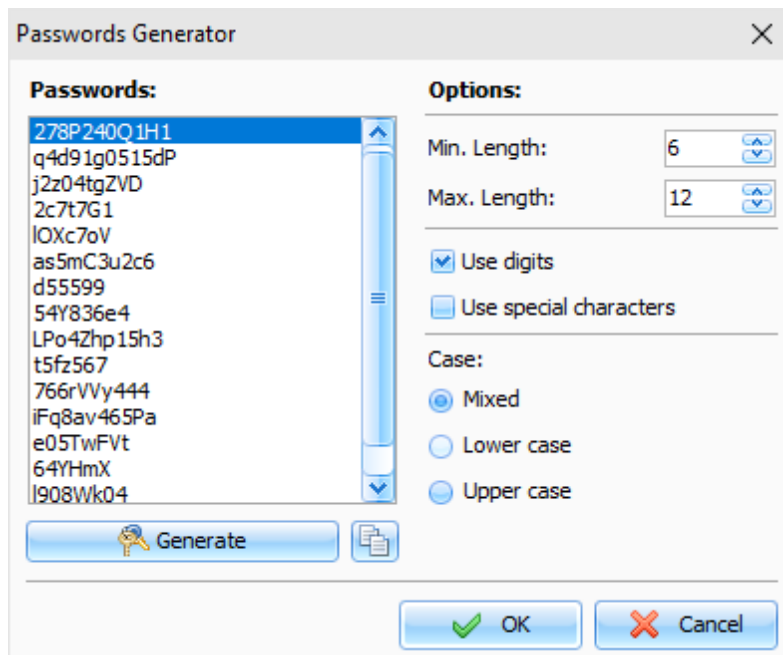 Passwords Generator
Passwords:
278P240Q1H1
q4d91g0515dP
j2z04tgZVD
2c7t7G1
lOXc7oV
as5mC3u2c6
d55599
54Y836e4
LPo4Zhp15h3
t5fz567
766rVVy444
iFq8av465Pa
e05TwFVt
64YHmX
l908Wk04
Generate
Options:
Min. Length: 6
Max. Length: 12
Use digits
Use special characters
Case:
Mixed
Lower case
Upper case
OK Cancel